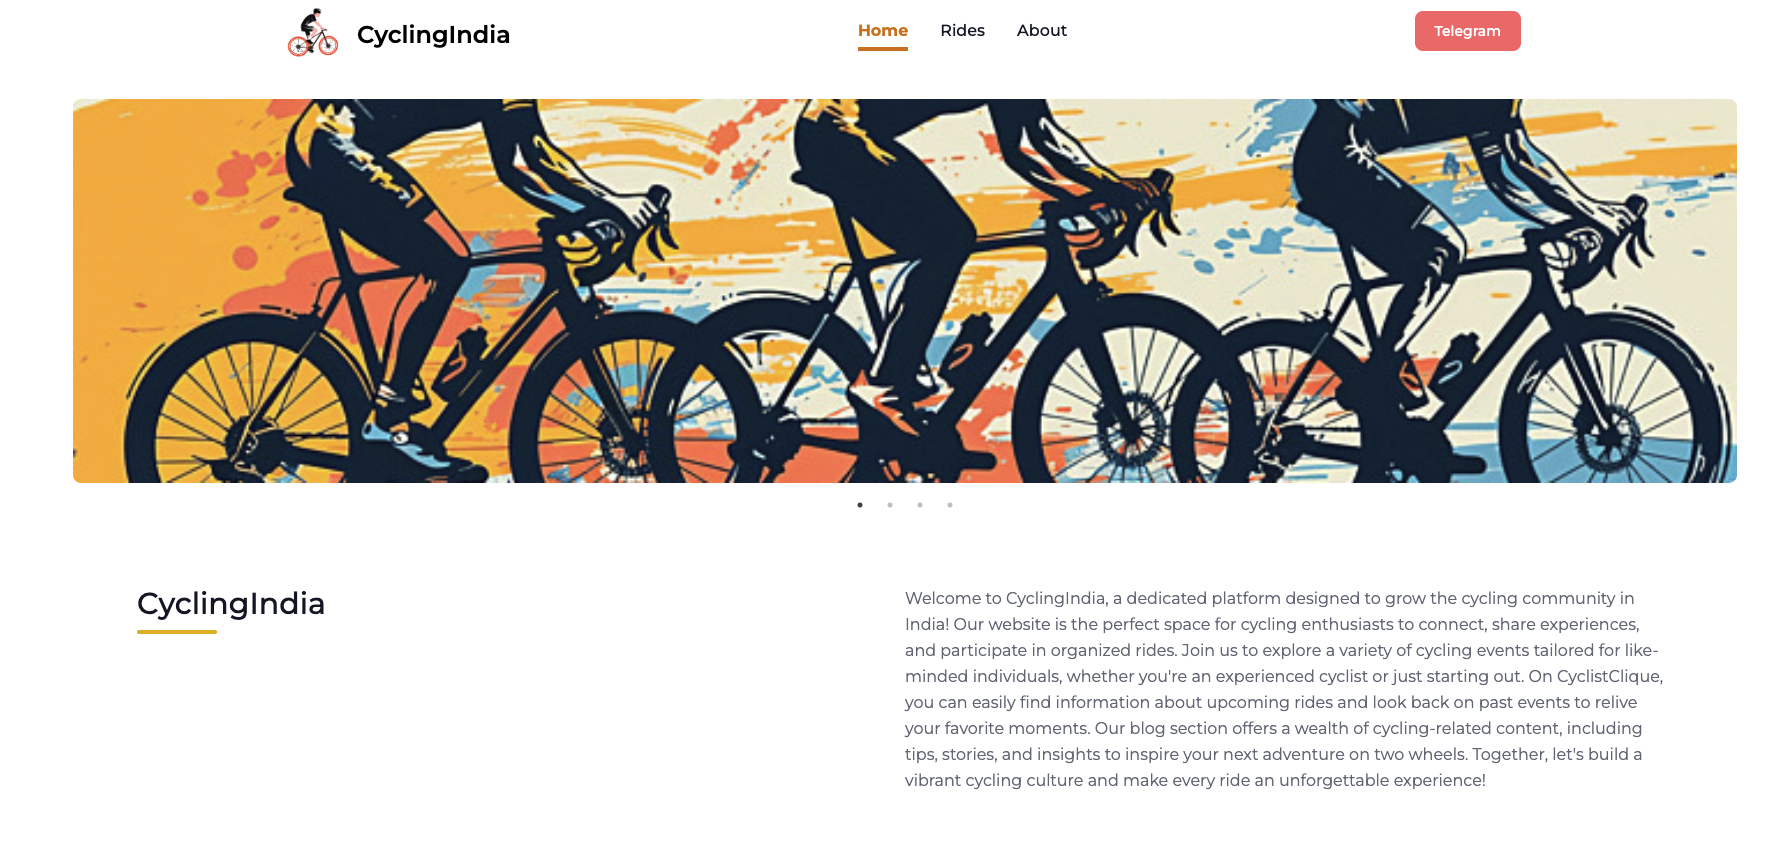 CyclingIndia
Home Rides About
Telegram
CyclingIndia
Welcome to CyclingIndia, a dedicated platform designed to grow the cycling community in
India! Our website is the perfect space for cycling enthusiasts to connect, share experiences,
and participate in organized rides. Join us to explore a variety of cycling events tailored for like-
minded individuals, whether you're an experienced cyclist or just starting out. On CyclistClique,
you can easily find information about upcoming rides and look back on past events to relive
your favorite moments. Our blog section offers a wealth of cycling-related content, including
tips, stories, and insights to inspire your next adventure on two wheels. Together, let's build a
vibrant cycling culture and make every ride an unforgettable experience!